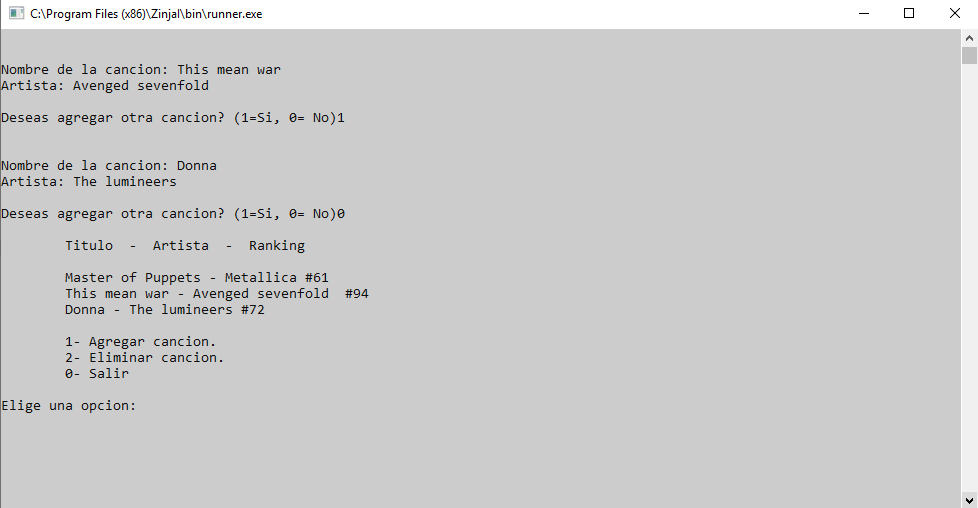 C:\Program Files (x86)\Zinjal\bin\runner.exe
Nombre de la cancion: This mean war
Artista: Avenged sevenfold
Deseas agregar otra cancion? (1=Si, 0= No)1
Nombre de la cancion: Donna
Artista: The lumineers
Deseas agregar otra cancion? (1=Si, 0= No)0
Titulo  -  Artista  -  Ranking
Master of Puppets - Metallica #61
This mean war - Avenged sevenfold  #94
Donna - The lumineers #72
1- Agregar cancion.
2- Eliminar cancion.
0- Salir
Elige una opcion: